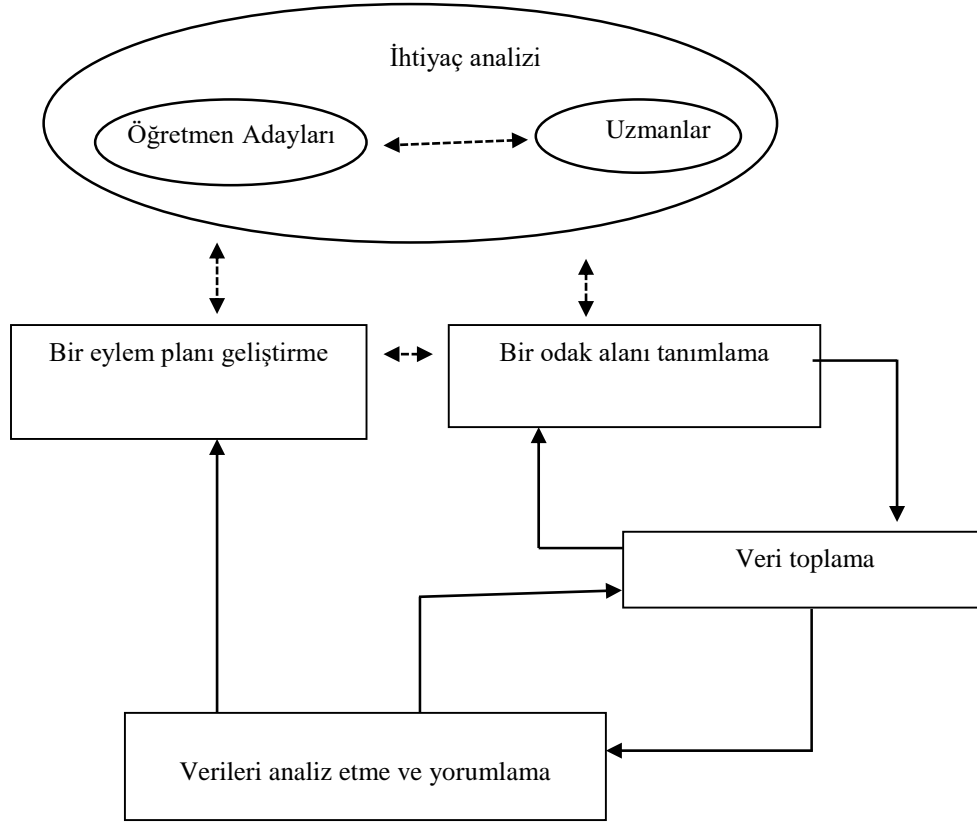 İhtiyaç analizi
Öğretmen Adayları
Uzmanlar
Bir eylem planı geliştirme
Bir odak alanı tanımlama
Veri toplama
Verileri analiz etme ve yorumlama